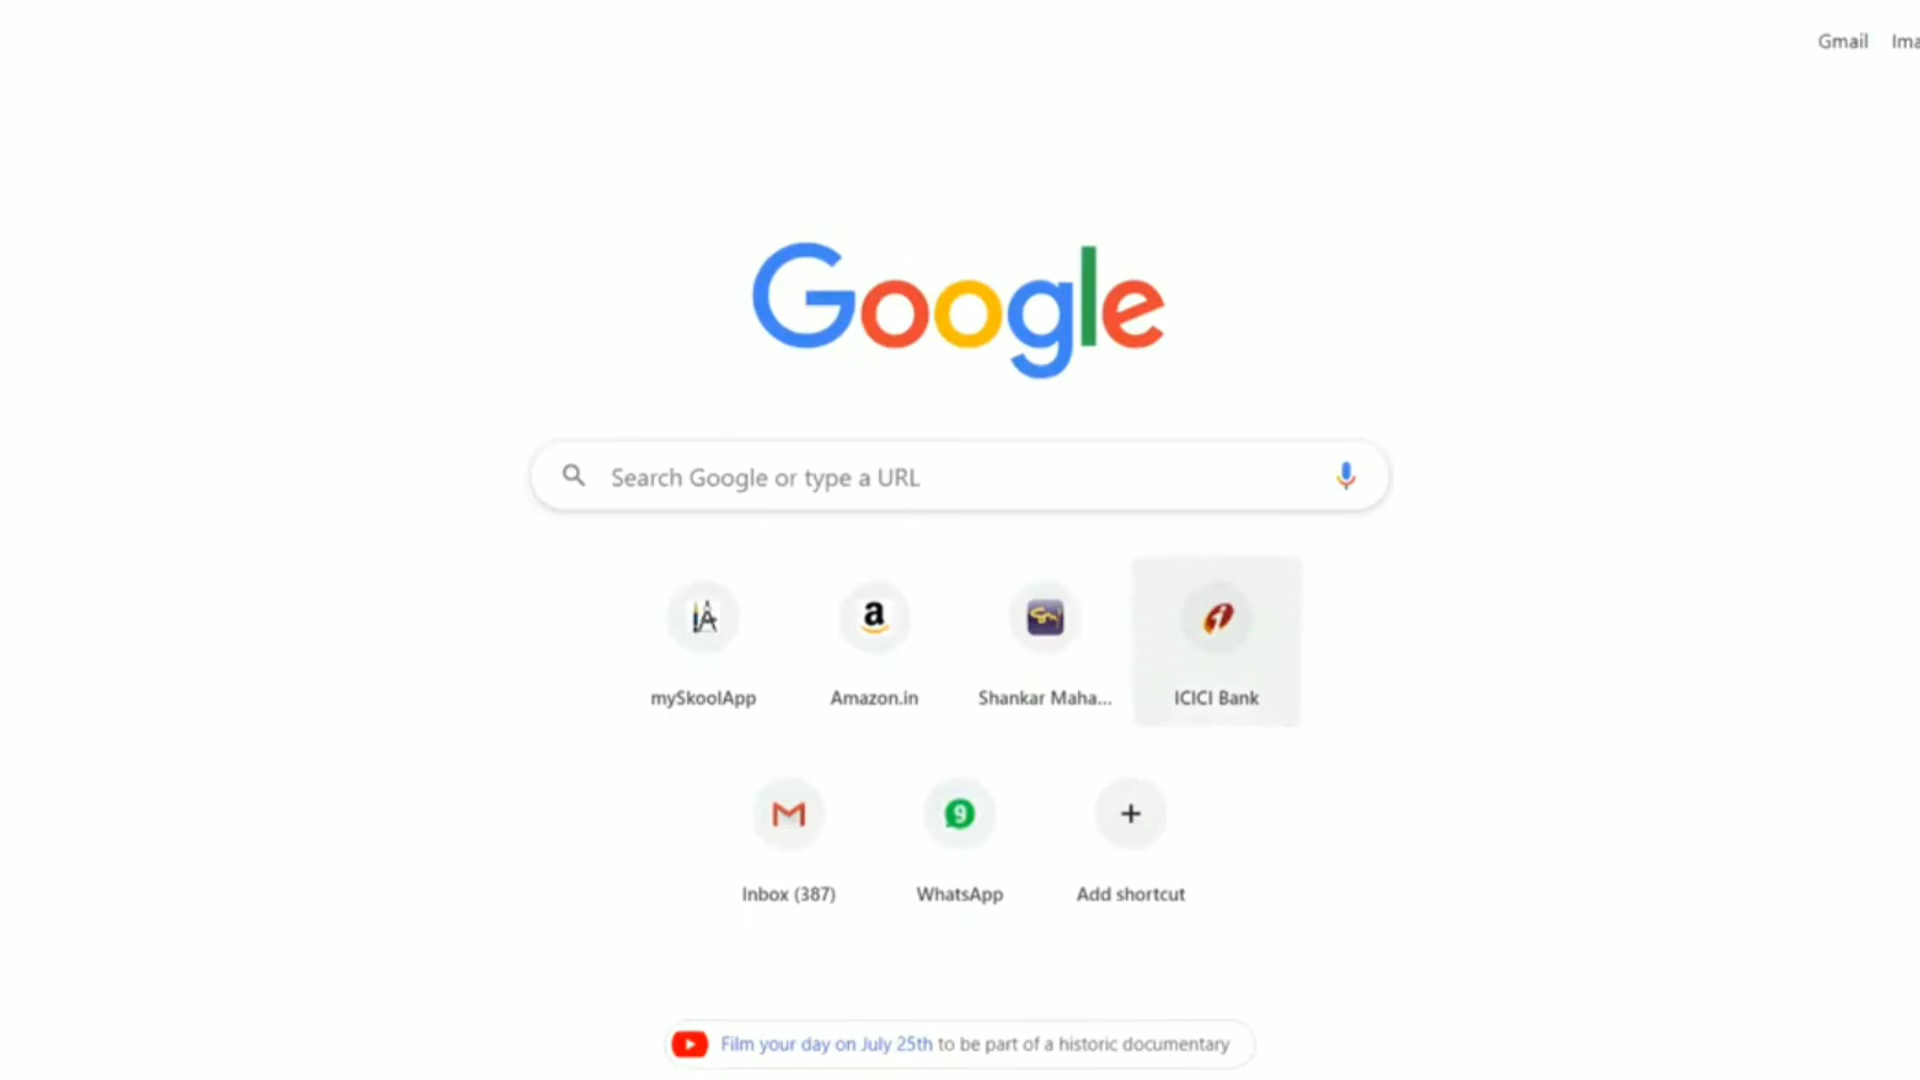 Gmail Ima
Google
Search Google or type a URL
mySkoolApp Amazon.in Shankar Maha... ICICI Bank
Inbox (387) WhatsApp Add shortcut
Film your day on July 25th to be part of a historic documentary